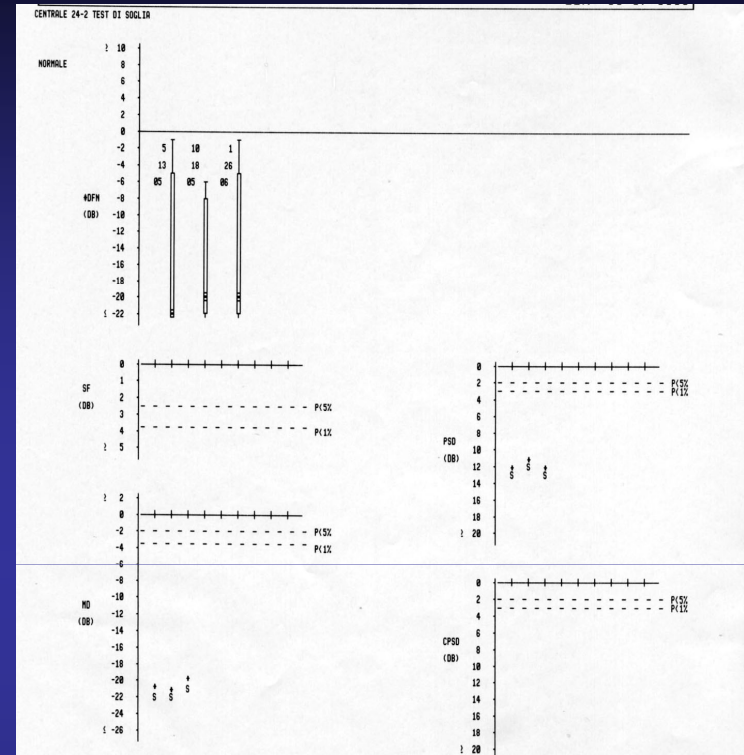 CENTRALE 24-2 TEST DI SOGLIA
≥ 10
NORMALE 8
6
4
2
0
-2 5 10 1
-4 13 18 26
-6 05 05 06
♦DFN -8
(DB) -10
-12
-14
-16
-18
-20
≤ -22
0
1
SF 2
(DB) 3 P<5%
4 P<1%
≥ 5
0
2 P<5%
P<1%
4
6
8
PSD 10
(DB) 12
S S S
14
16
18
≥ 20
≥ 2
0
-2 P<5%
-4 P<1%
-6
-8
-10
MD -12
(DB) -14
-16
-18
-20
-22 S S S
-24
≤ -26
0
2 P<5%
P<1%
4
6
CPSD 8
(DB) 10
12
14
16
18
≥ 20